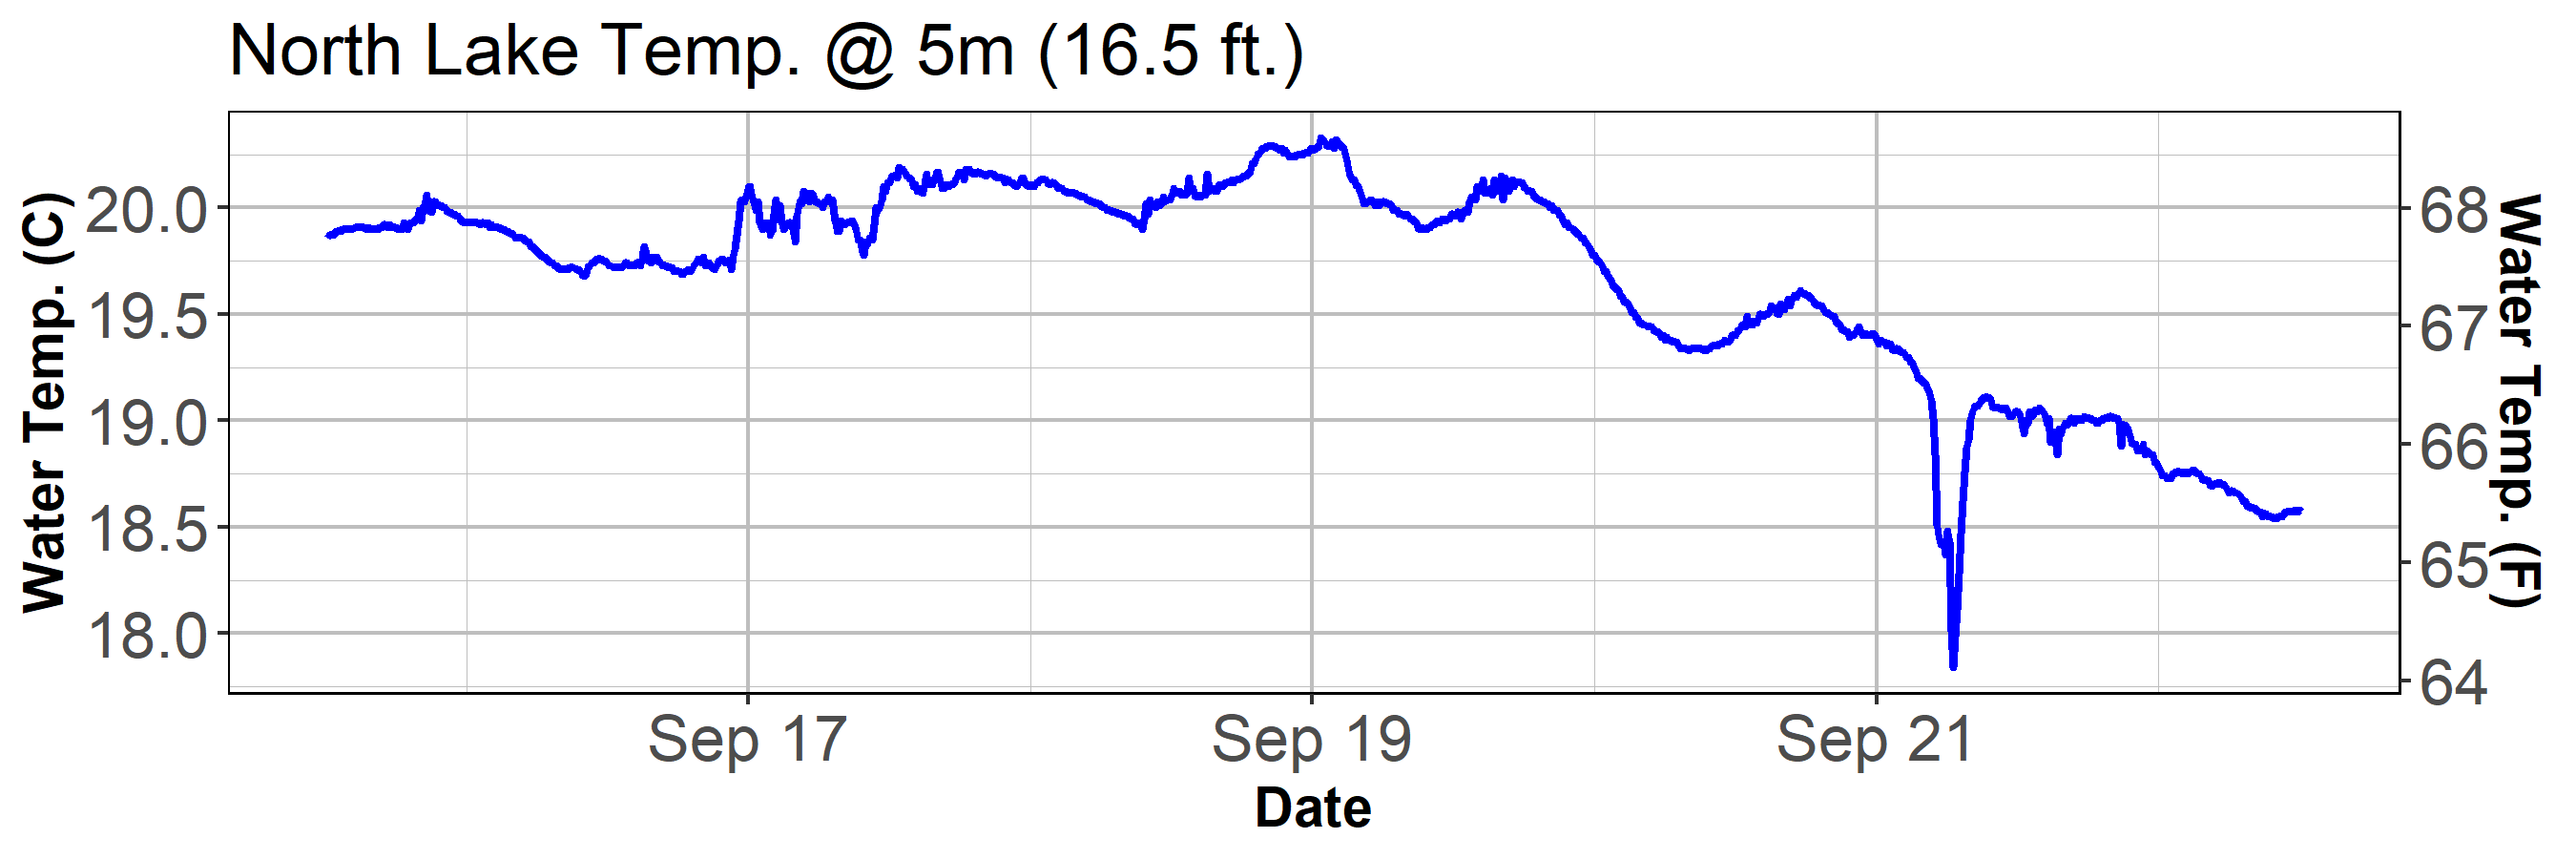 North Lake Temp. @ 5m (16.5 ft.)
Water Temp. (C)
20.0
19.5
19.0
18.5
18.0
68
67
66
65
64
Water Temp. (F)
Sep 17
Sep 19
Sep 21
Date